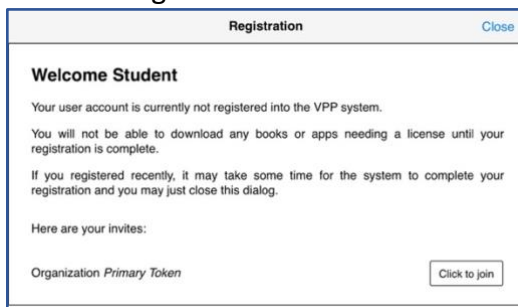 Registration Close
Welcome Student
Your user account is currently not registered into the VPP system.
You will not be able to download any books or apps needing a license until your
registration is complete.
If you registered recently, it may take some time for the system to complete your
registration and you may just close this dialog.
Here are your invites:
Organization Primary Token Click to join